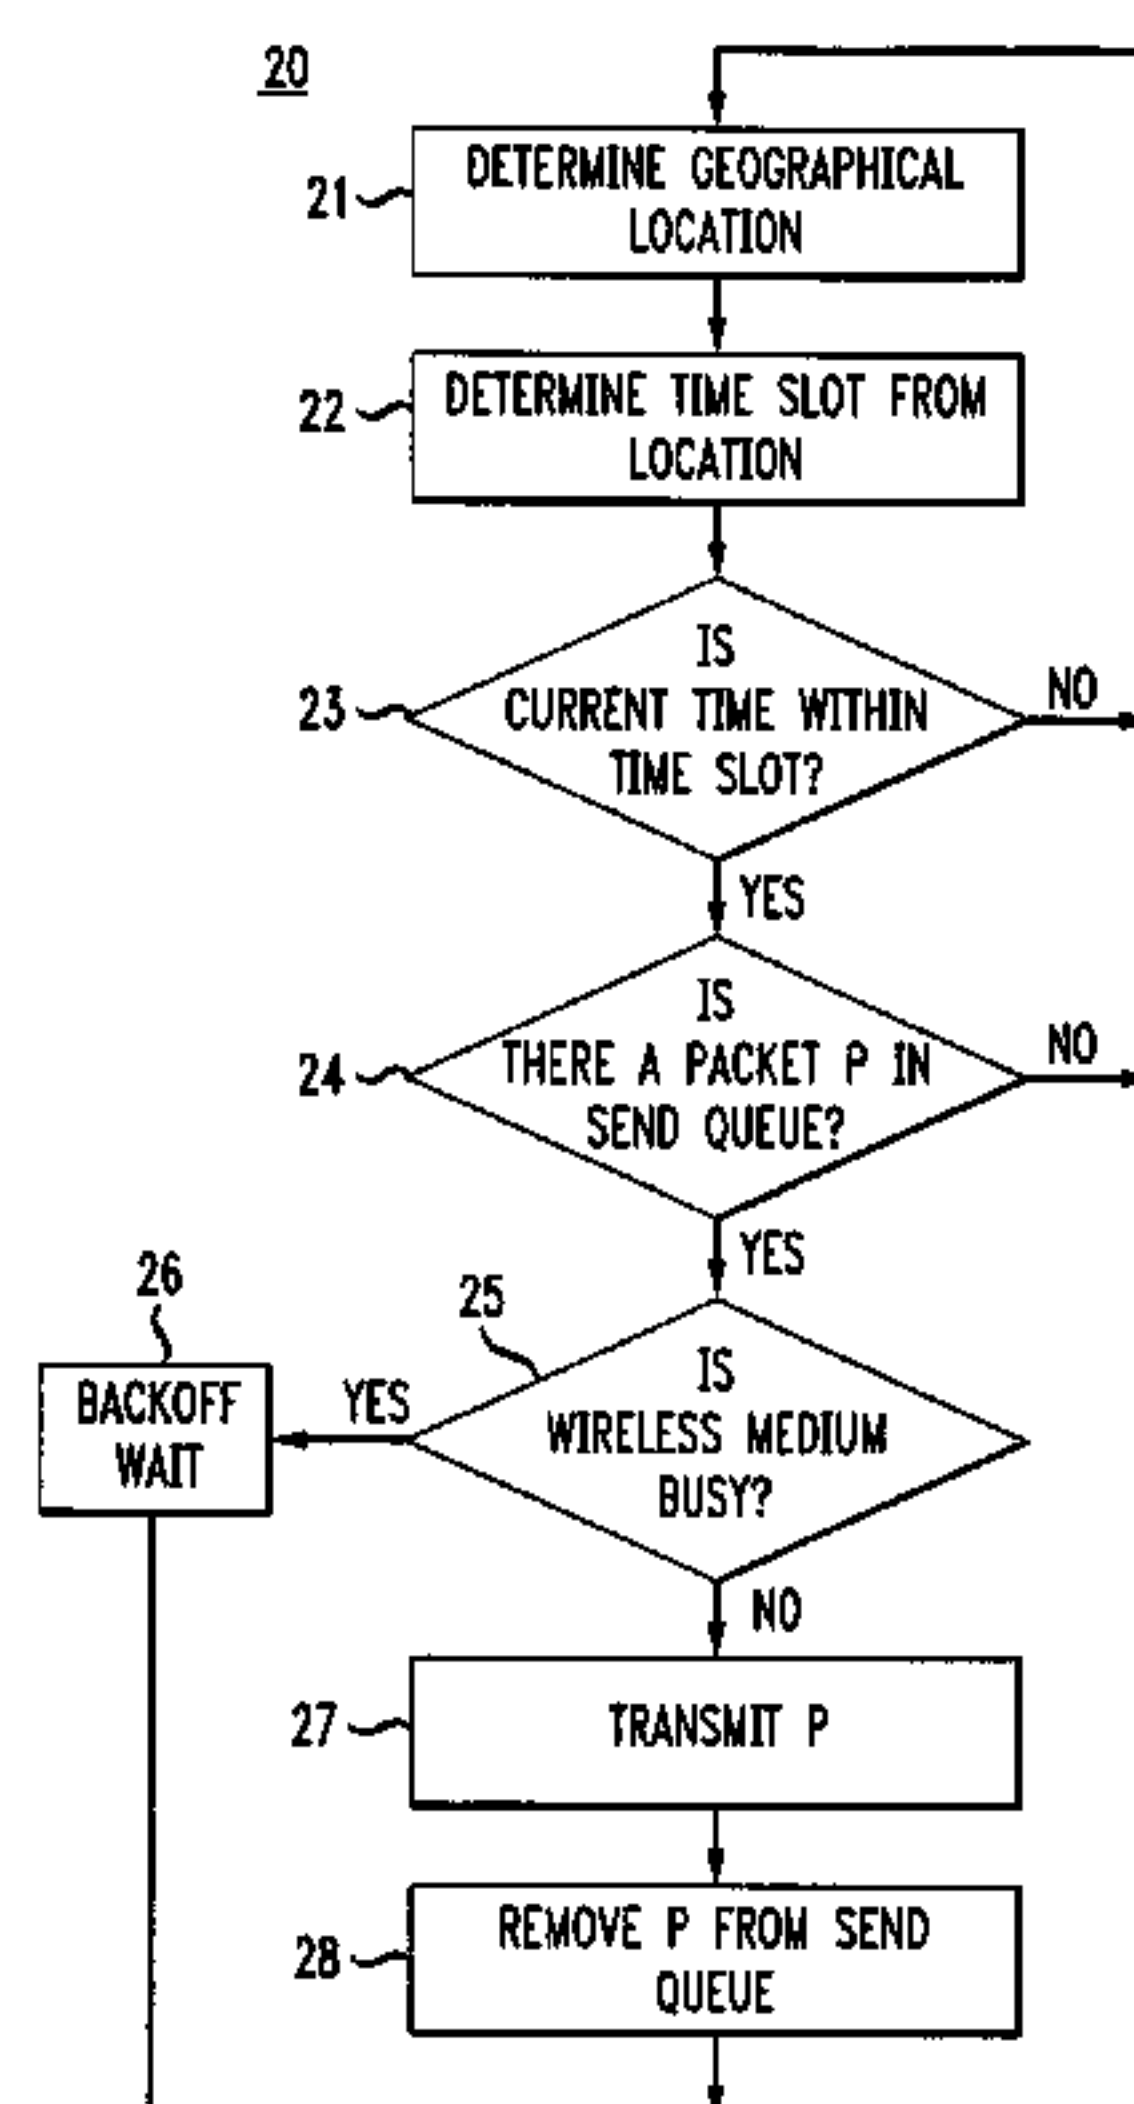 20
21
DETERMINE GEOGRAPHICAL
LOCATION
22
DETERMINE TIME SLOT FROM
LOCATION
23
IS
CURRENT TIME WITHIN
TIME SLOT?
NO
YES
24
IS
THERE A PACKET P IN
SEND QUEUE?
NO
YES
26
BACKOFF
WAIT
YES
25
IS
WIRELESS MEDIUM
BUSY?
NO
27
TRANSMIT P
28
REMOVE P FROM SEND
QUEUE